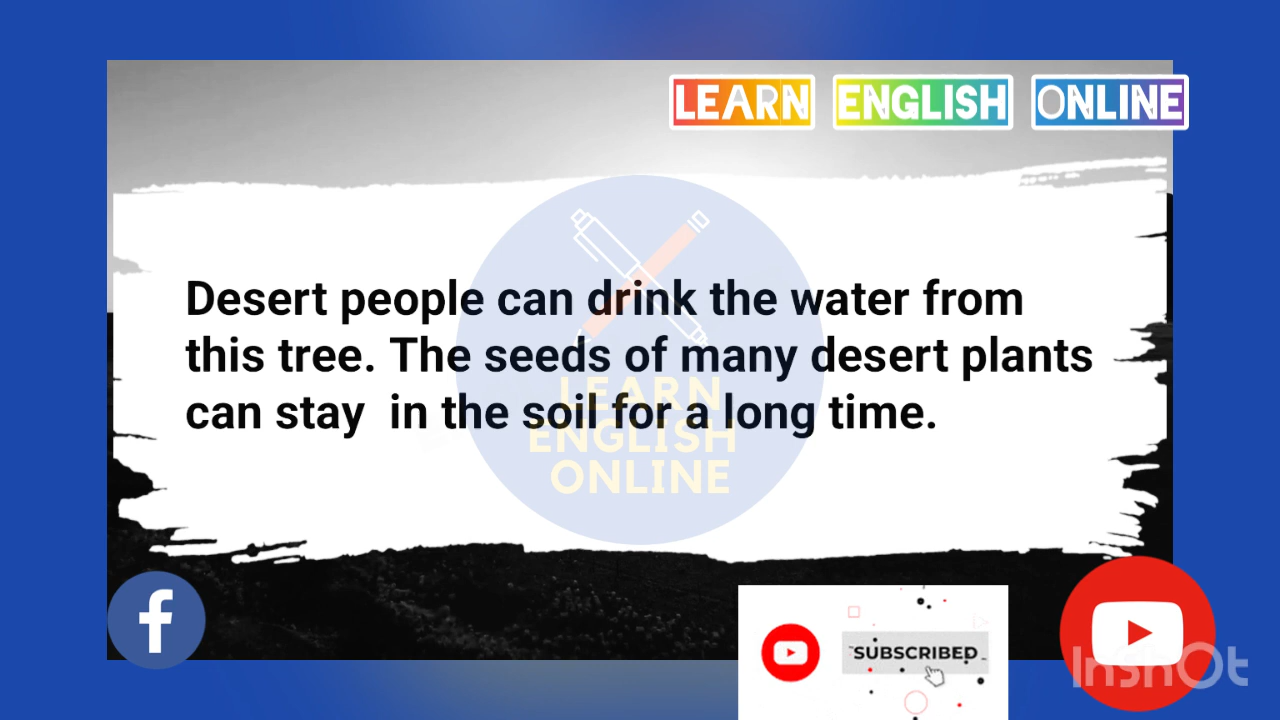 LEARN ENGLISH ONLINE
Desert people can drink the water from
this tree. The seeds of many desert plants
can stay  in the soil for a long time.
LEARN
ENGLISH
ONLINE
SUBSCRIBED
InShOt